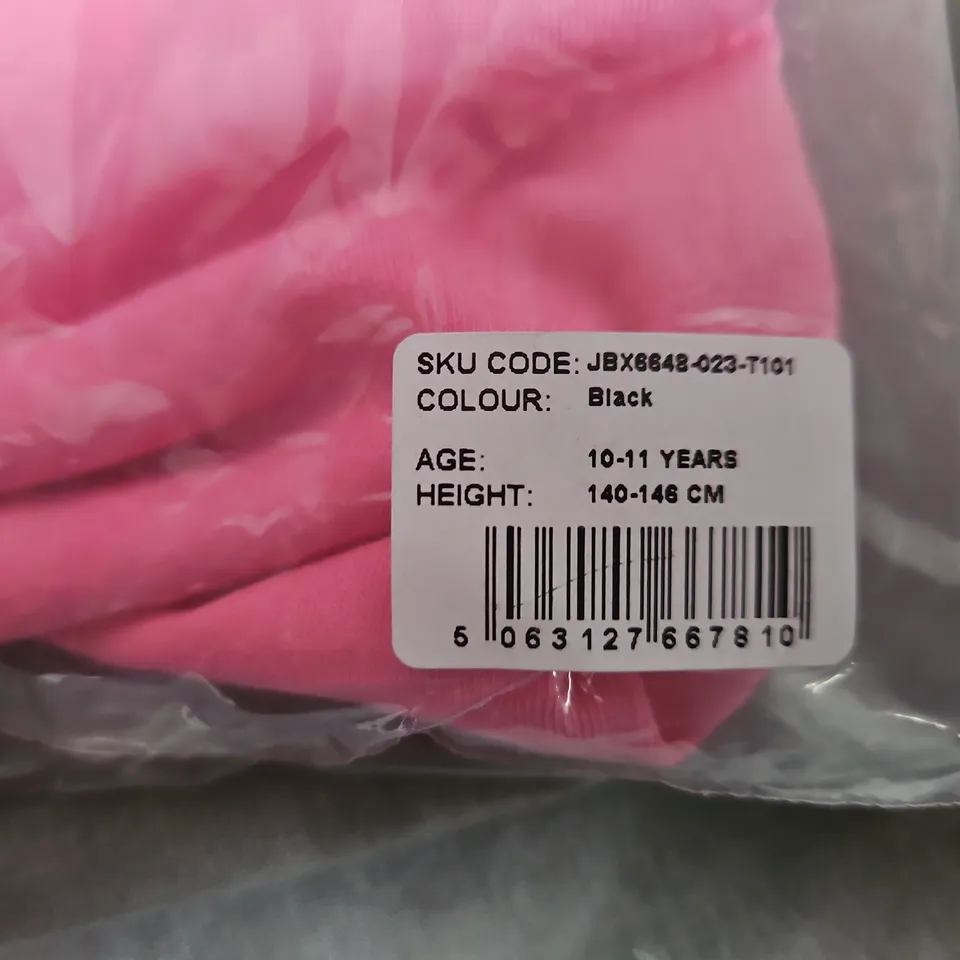 SKU CODE: JBX6648-023-T101
COLOUR: Black
AGE: 10-11 YEARS
HEIGHT: 140-146 CM
5 063127 667810